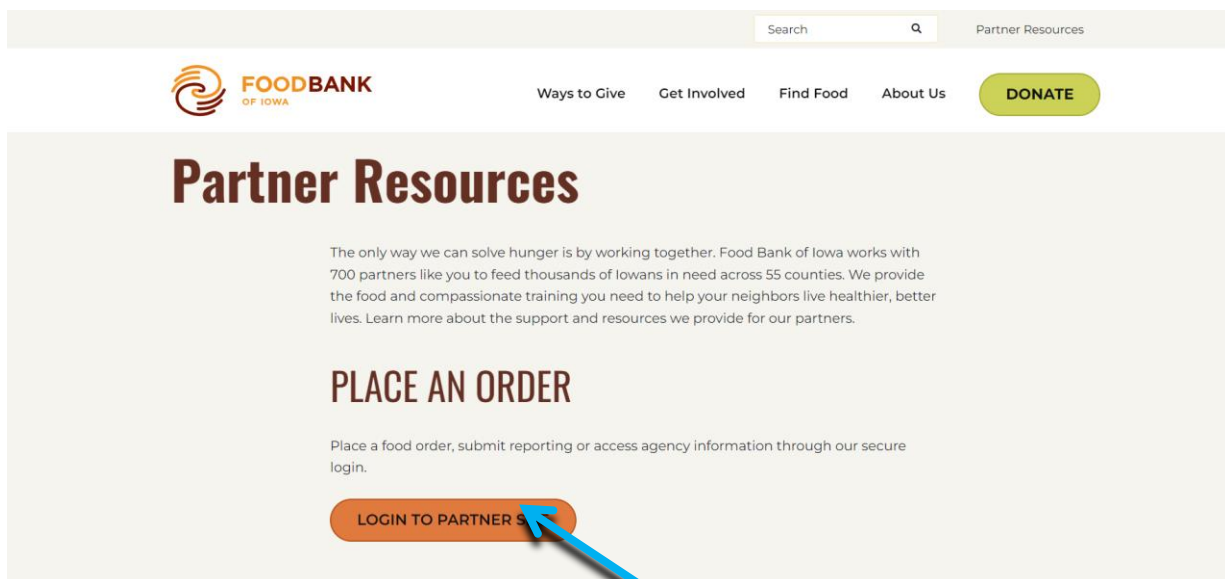 Search
Partner Resources
FOODBANK
OF IOWA
Ways to Give
Get Involved
Find Food
About Us
DONATE
Partner Resources
The only way we can solve hunger is by working together. Food Bank of Iowa works with
700 partners like you to feed thousands of Iowans in need across 55 counties. We provide
the food and compassionate training you need to help your neighbors live healthier, better
lives. Learn more about the support and resources we provide for our partners.
PLACE AN ORDER
Place a food order, submit reporting or access agency information through our secure
login.
LOGIN TO PARTNER